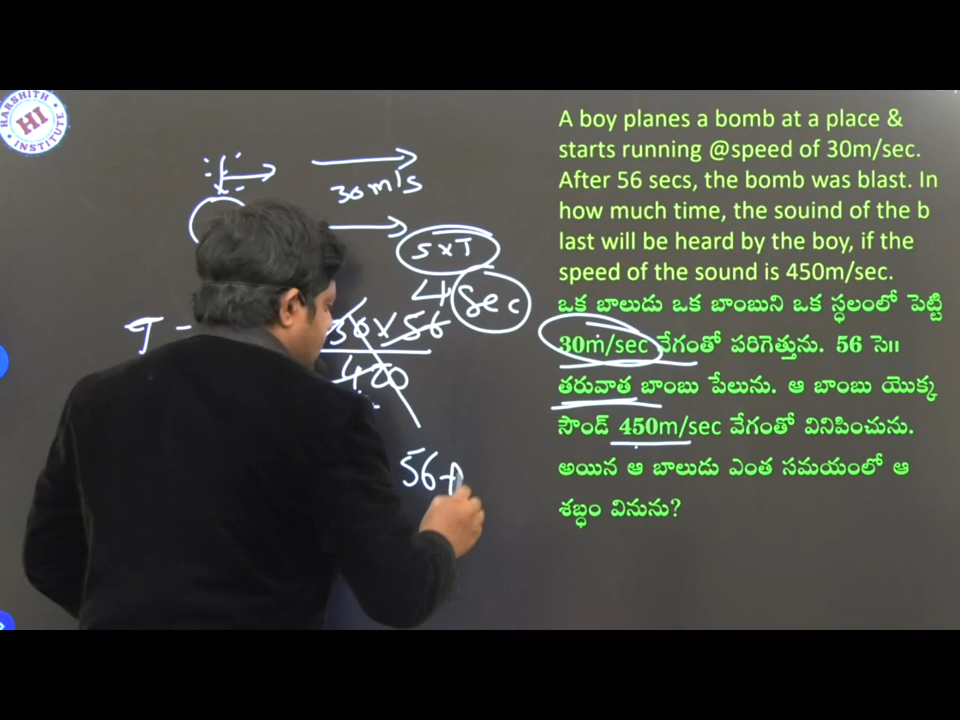 HARSHITH
HI
INSTITUTE
30m/s
S×T
4 Sec
T -
30×56
420
56+
A boy planes a bomb at a place &
starts running @speed of 30m/sec.
After 56 secs, the bomb was blast. In
how much time, the souind of the b
last will be heard by the boy, if the
speed of the sound is 450m/sec.
ఒక బాలుడు ఒక బాంబుని ఒక స్థలంలో పెట్టి
30m/sec వేగంతో పరిగెత్తును. 56 సె॥
తరువాత బాంబు పేలును. ఆ బాంబు యొక్క
సౌండ్ 450m/sec వేగంతో వినిపించును.
అయిన ఆ బాలుడు ఎంత సమయంలో ఆ
శబ్ధం వినును?